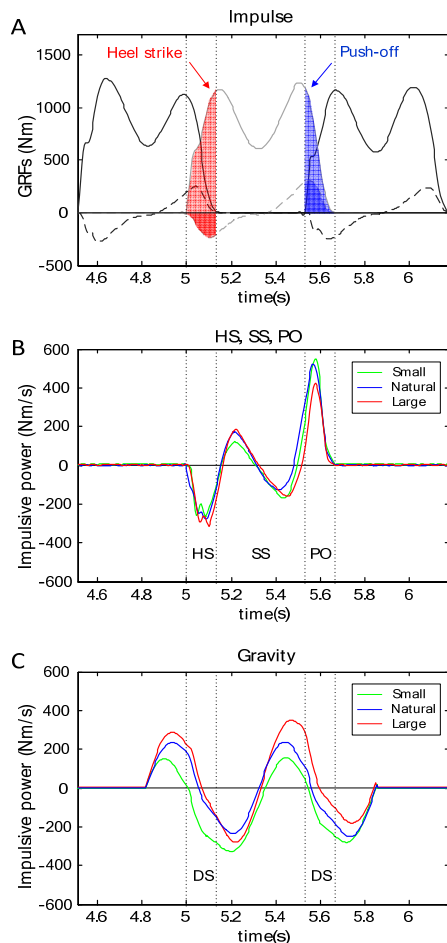 A
Impulse
Heel strike
Push-off
GRFs (Nm)
1500
1000
500
0
-500
4.6 4.8 5 5.2 5.4 5.6 5.8 6
time(s)
B
HS, SS, PO
Impulsive power (Nm/s)
600
400
200
0
-200
-400
-600
Small
Natural
Large
HS SS PO
4.6 4.8 5 5.2 5.4 5.6 5.8 6
time(s)
C
Gravity
Impulsive power (Nm/s)
600
400
200
0
-200
-400
-600
Small
Natural
Large
DS DS
4.6 4.8 5 5.2 5.4 5.6 5.8 6
time(s)